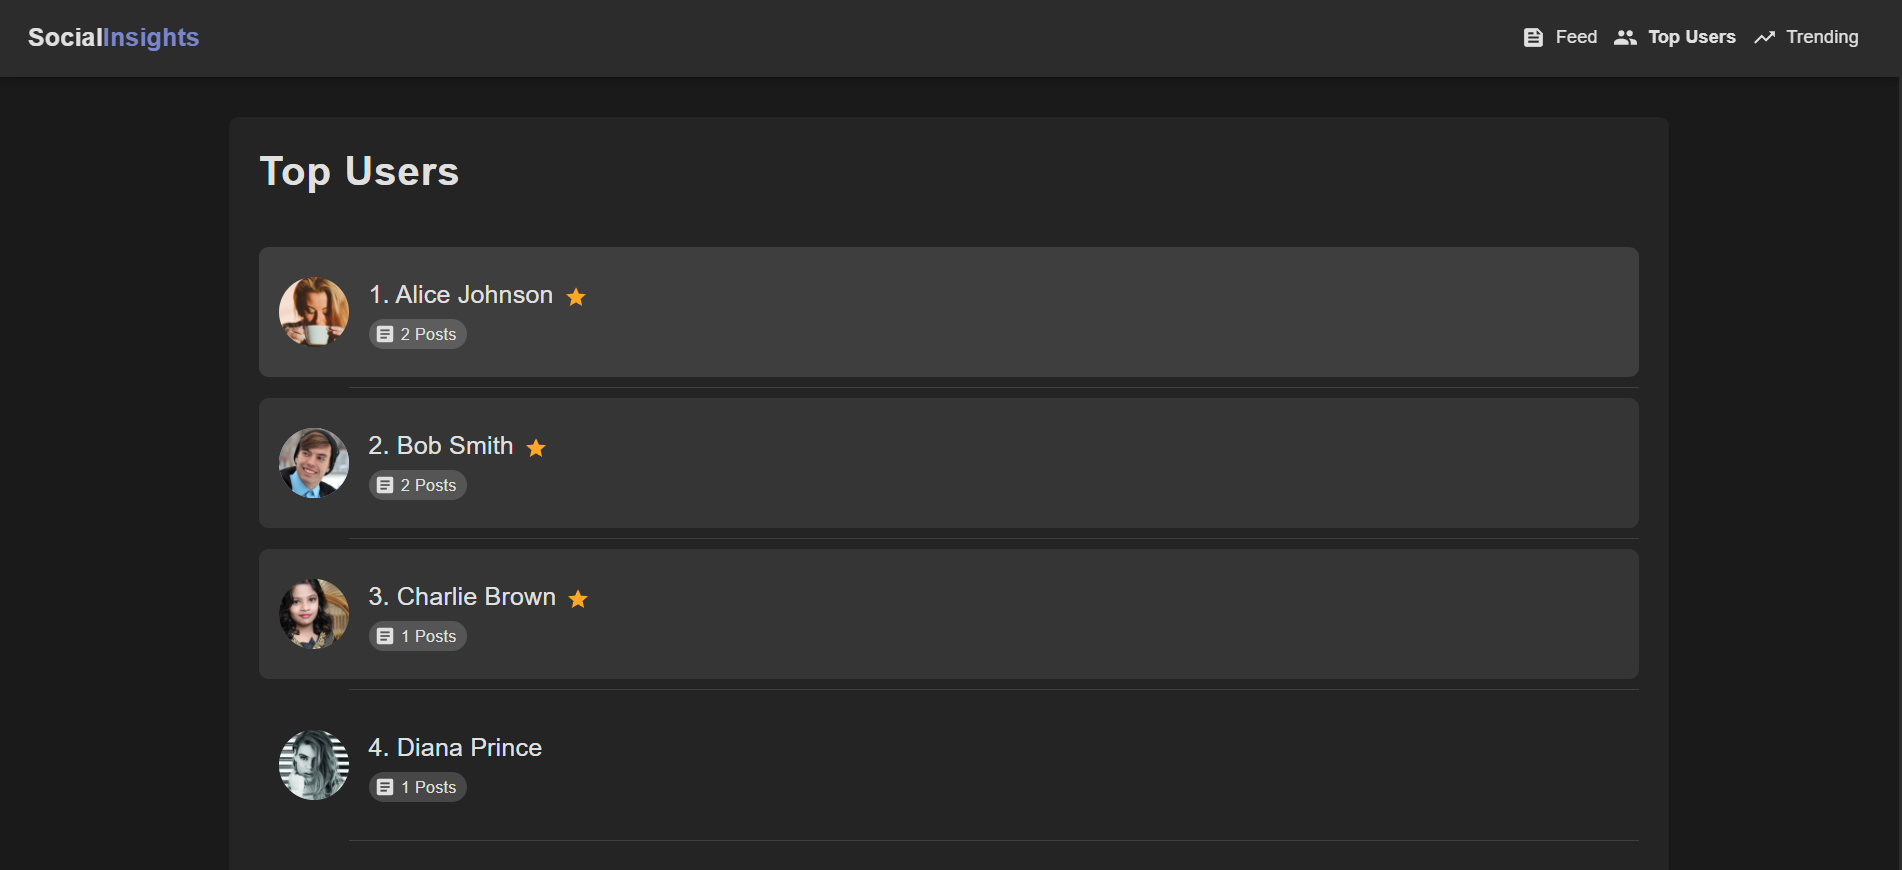 SocialInsights
Feed
Top Users
Trending
Top Users
1. Alice Johnson
2 Posts
2. Bob Smith
2 Posts
3. Charlie Brown
1 Posts
4. Diana Prince
1 Posts